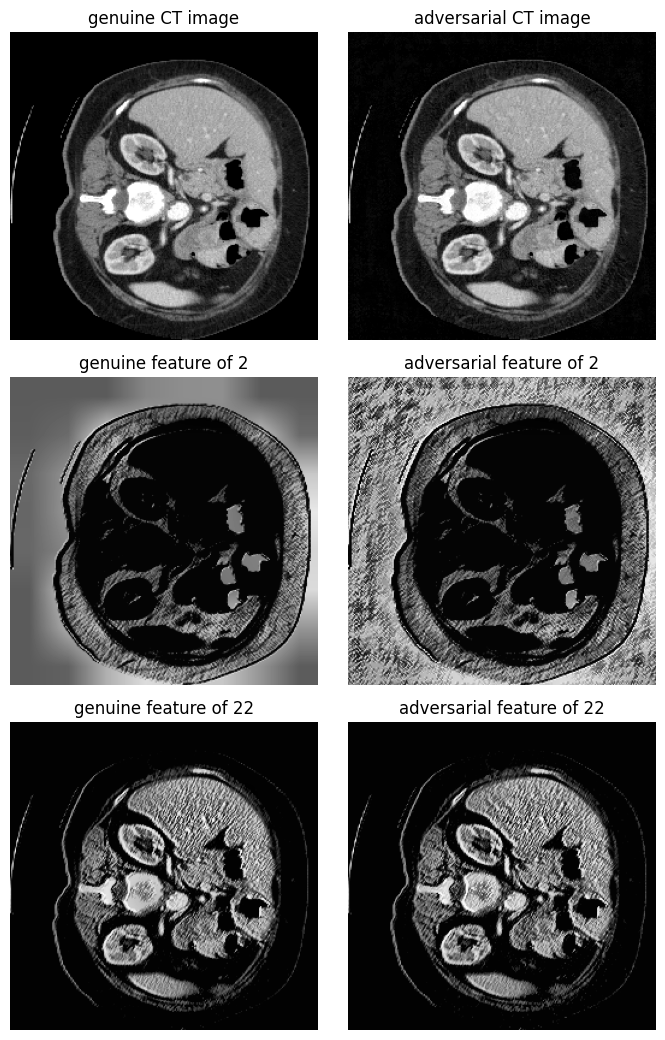 genuine CT image
adversarial CT image
genuine feature of 2
adversarial feature of 2
genuine feature of 22
adversarial feature of 22